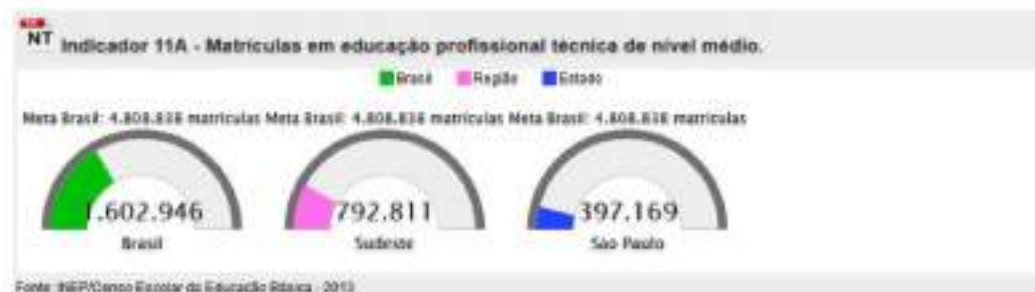 NT Indicador 11A - Matrículas em educação profissional técnica de nível médio.
Brasil Região Estado
Meta Brasil: 4.808.838 matrículas Meta Brasil: 4.808.838 matrículas Meta Brasil: 4.808.838 matrículas
1.602.946 792.811 397.169
Brasil Sudeste São Paulo
Fonte: INEP/Censo Escolar da Educação Básica - 2013